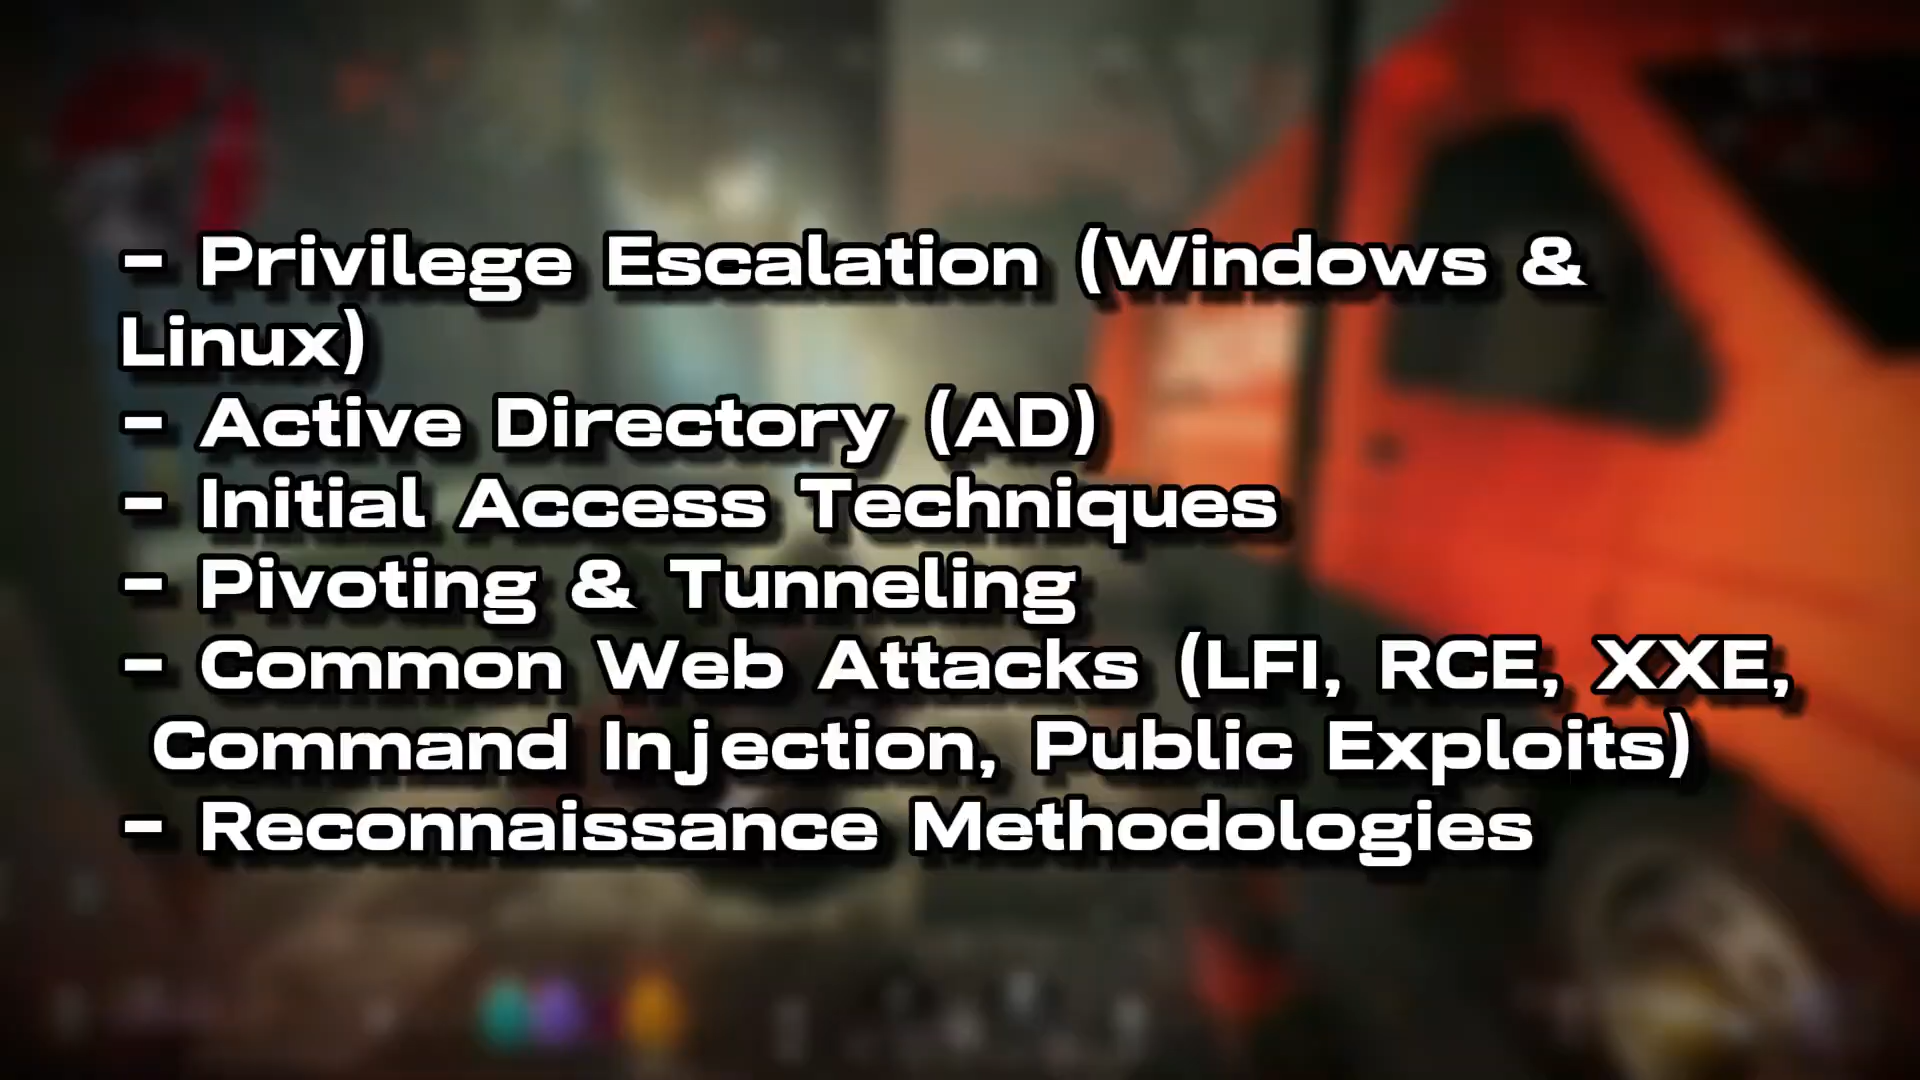 - Privilege Escalation (Windows &
Linux)
- Active Directory (AD)
- Initial Access Techniques
- Pivoting & Tunneling
- Common Web Attacks (LFI, RCE, XXE,
Command Injection, Public Exploits)
- Reconnaissance Methodologies